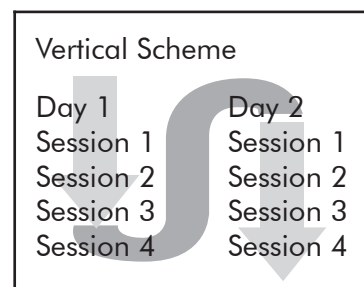 Vertical Scheme
Day 1
Session 1
Session 2
Session 3
Session 4
Day 2
Session 1
Session 2
Session 3
Session 4